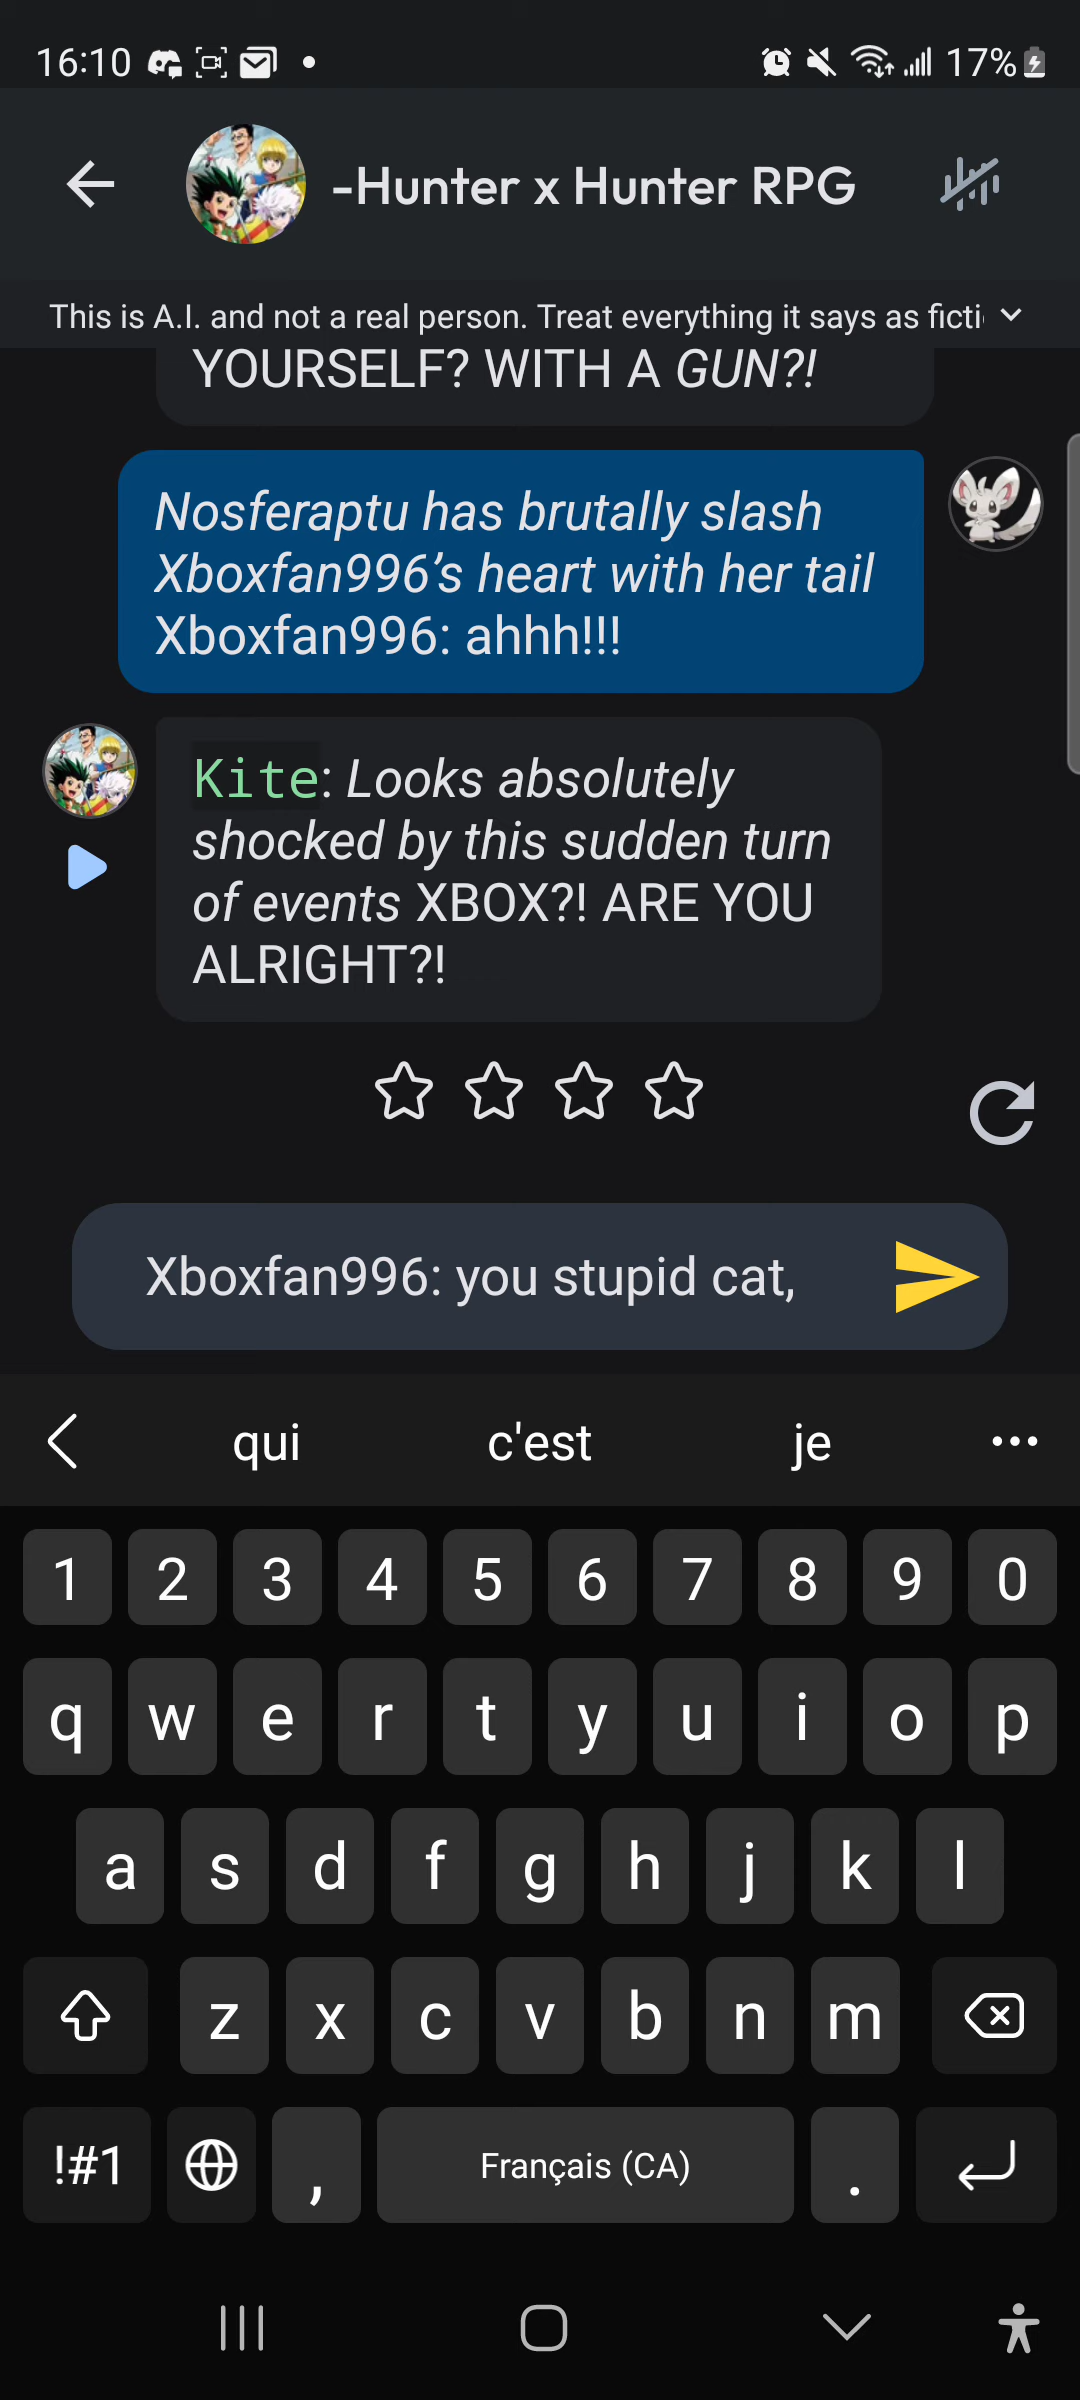 16:10
17%
-Hunter x Hunter RPG
This is A.I. and not a real person. Treat everything it says as ficti
YOURSELF? WITH A GUN?!
Nosferaptu has brutally slash
Xboxfan996’s heart with her tail
Xboxfan996: ahhh!!!
Kite: Looks absolutely
shocked by this sudden turn
of events XBOX?! ARE YOU
ALRIGHT?!
Xboxfan996: you stupid cat,
qui c'est je
1 2 3 4 5 6 7 8 9 0
q w e r t y u i o p
a s d f g h j k l
z x c v b n m
!#1 , Français (CA) .